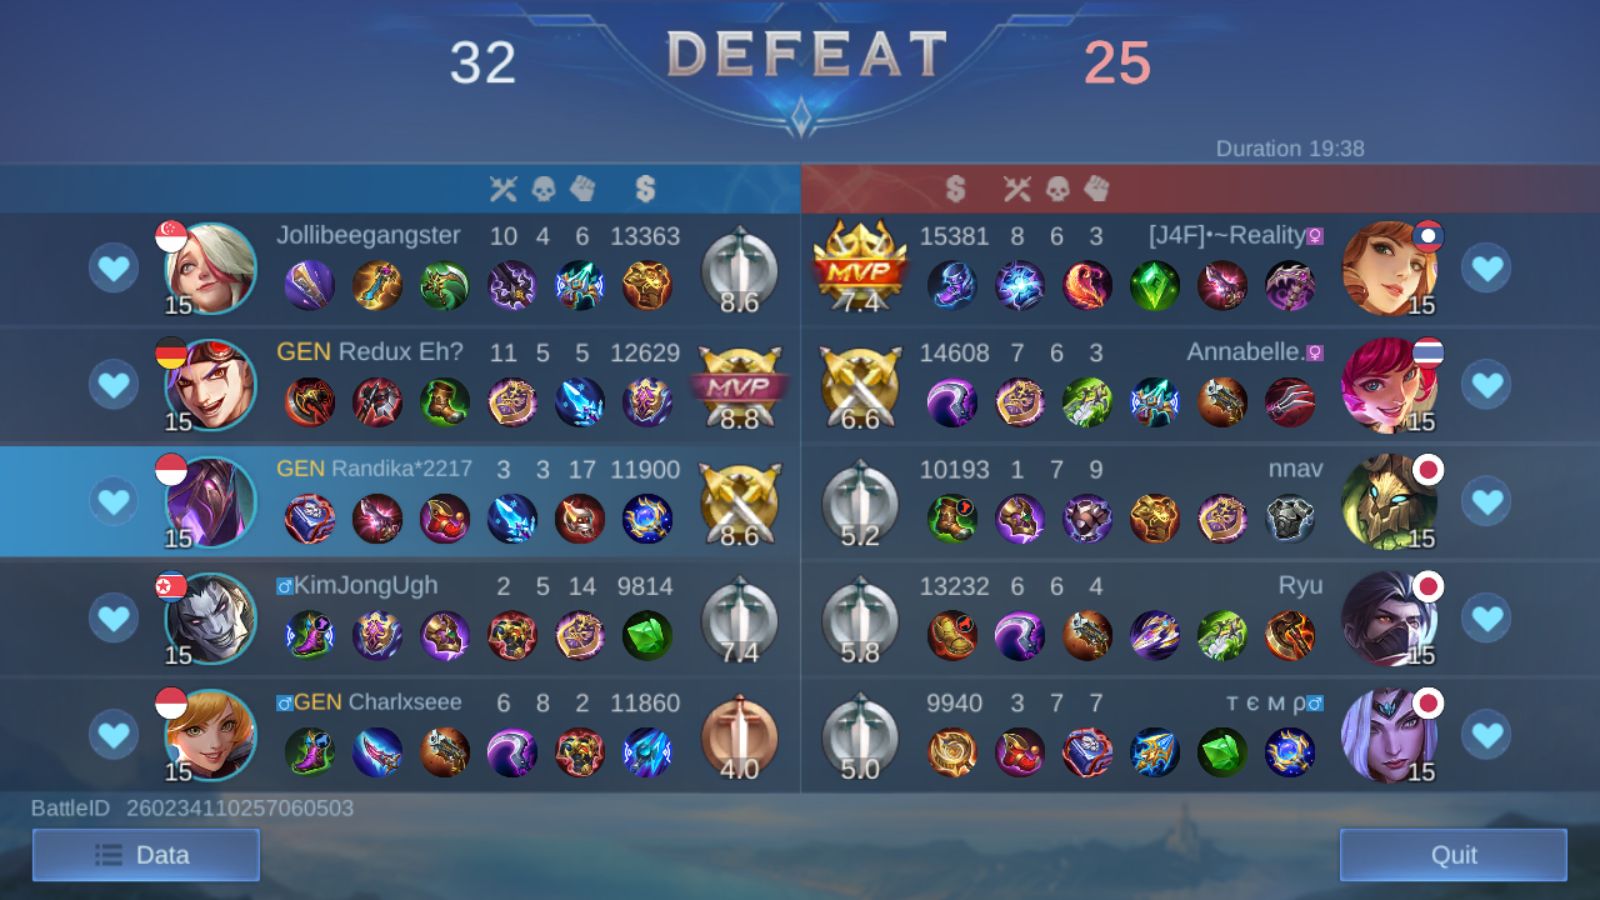 32 DEFEAT 25
Duration 19:38
Jollibeegangster 10 4 6 13363
15 8.6
MVP 7.4 15381 8 6 3 [J4F]•~Reality♀
15
GEN Redux Eh? 11 5 5 12629
15 MVP 8.8
6.6 14608 7 6 3 Annabelle.♀
15
GEN Randika*2217 3 3 17 11900
15 8.6
5.2 10193 1 7 9 nnav
15
♂KimJongUgh 2 5 14 9814
15 7.4
5.8 13232 6 6 4 Ryu
15
♂GEN Charlxseee 6 8 2 11860
15 4.0
5.0 9940 3 7 7 т є м ρ♂
15
BattleID 260234110257060503
Data
Quit